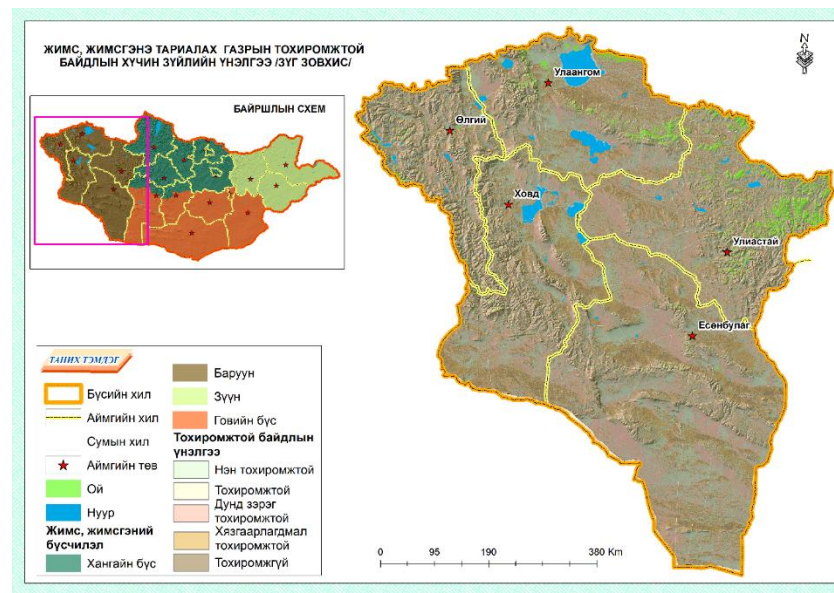 ЖИМС, ЖИМСГЭНЭ ТАРИАЛАХ ГАЗРЫН ТОХИРОМЖТОЙ
БАЙДЛЫН ХҮЧИН ЗҮЙЛИЙН ҮНЭЛГЭЭ /ЗҮГ ЗОВХИС/
БАЙРШЛЫН СХЕМ
Улаангом
Өлгий
Ховд
Улиастай
Есөнбулаг
ТАНИХ ТЭМДЭГ
Бүсийн хил
Аймгийн хил
Сумын хил
Аймгийн төв
Ой
Нуур
Жимс, жимсгэний
бүсчилэл
Хангайн бүс
Баруун
Зүүн
Говийн бүс
Тохиромжтой байдлын
үнэлгээ
Нэн тохиромжтой
Тохиромжтой
Дунд зэрэг
тохиромжтой
Хязгаарлагдмал
тохиромжтой
Тохиромжгүй
0 95 190 380 Km